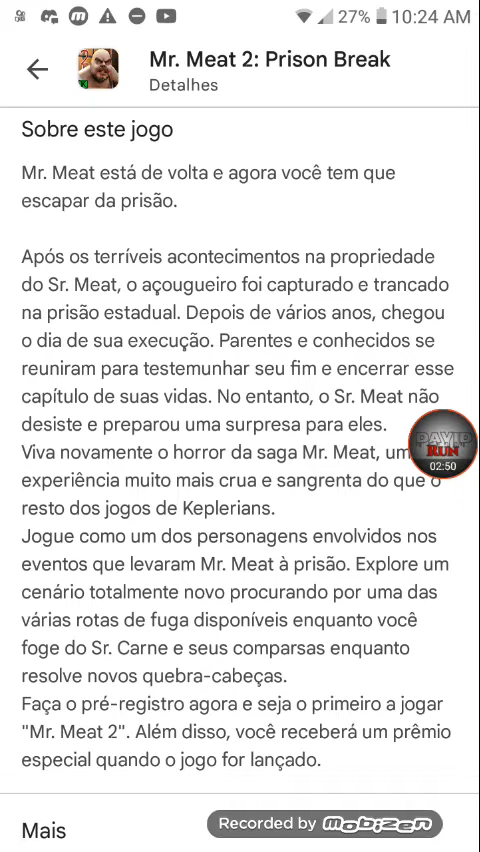 27% 10:24 AM
Mr. Meat 2: Prison Break
Detalhes
Sobre este jogo
Mr. Meat está de volta e agora você tem que
escapar da prisão.
Após os terríveis acontecimentos na propriedade
do Sr. Meat, o açougueiro foi capturado e trancado
na prisão estadual. Depois de vários anos, chegou
o dia de sua execução. Parentes e conhecidos se
reuniram para testemunhar seu fim e encerrar esse
capítulo de suas vidas. No entanto, o Sr. Meat não
desiste e preparou uma surpresa para eles.
Viva novamente o horror da saga Mr. Meat, um
experiência muito mais crua e sangrenta do que o
resto dos jogos de Keplerians.
Jogue como um dos personagens envolvidos nos
eventos que levaram Mr. Meat à prisão. Explore um
cenário totalmente novo procurando por uma das
várias rotas de fuga disponíveis enquanto você
foge do Sr. Carne e seus comparsas enquanto
resolve novos quebra-cabeças.
Faça o pré-registro agora e seja o primeiro a jogar
"Mr. Meat 2". Além disso, você receberá um prêmio
especial quando o jogo for lançado.
DAVID
RUN
02:50
Mais
Recorded by mobizen